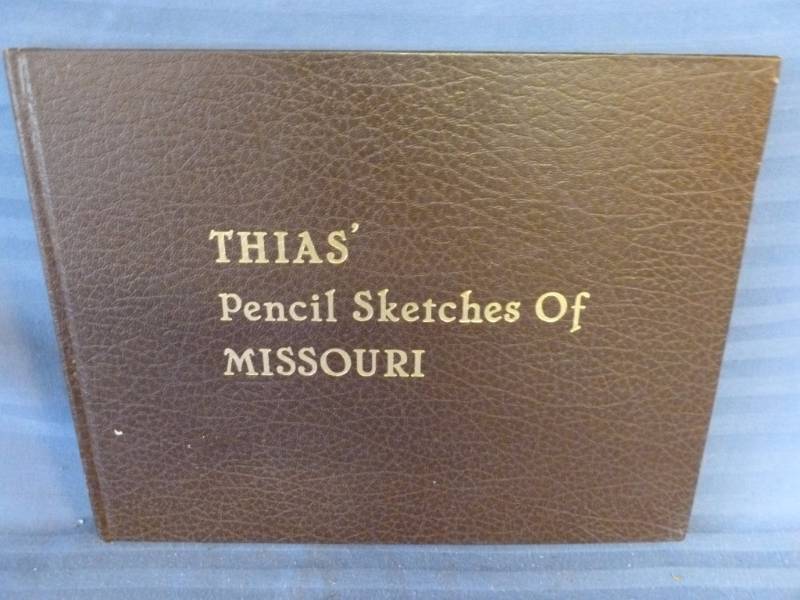 THIAS'
Pencil Sketches Of
MISSOURI